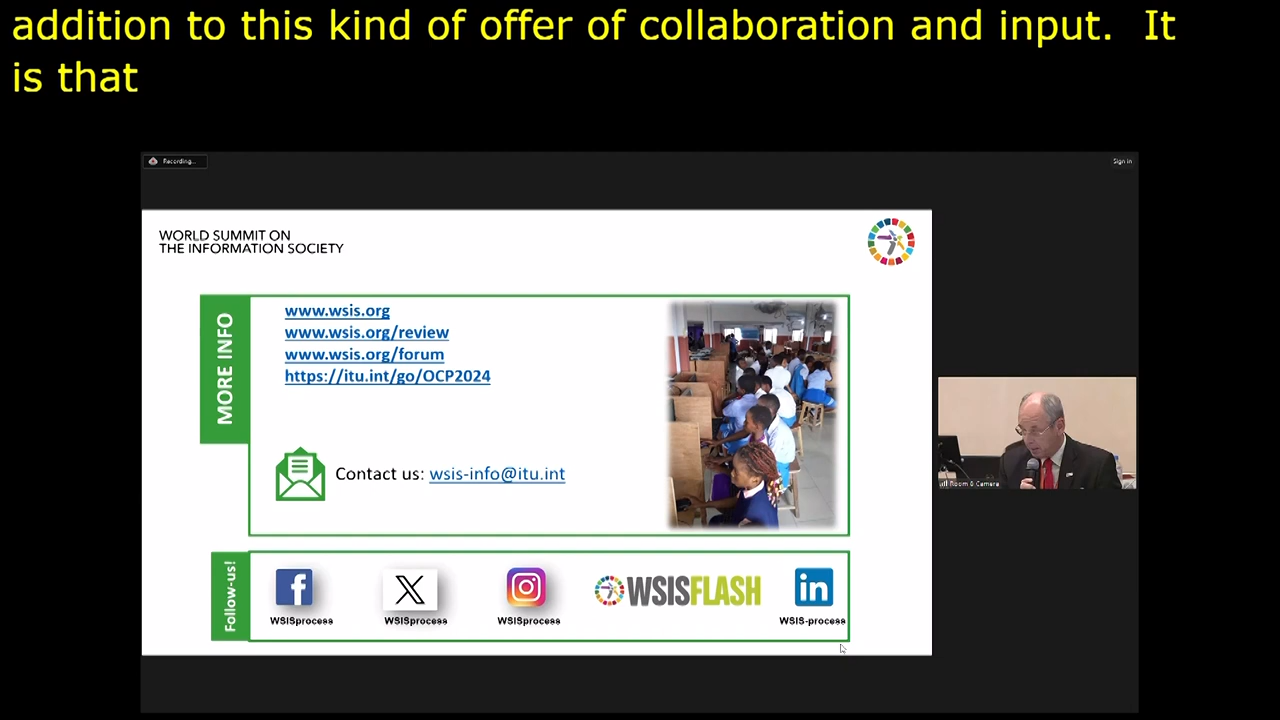 addition to this kind of offer of collaboration and input.  It
is that
Recording...
Sign in
WORLD SUMMIT ON
THE INFORMATION SOCIETY
MORE INFO
www.wsis.org
www.wsis.org/review
www.wsis.org/forum
https://itu.int/go/OCP2024
Contact us: wsis-info@itu.int
Room 6 Camera
Follow-us!
WSISFLASH
WSISprocess
WSISprocess
WSISprocess
WSIS-process